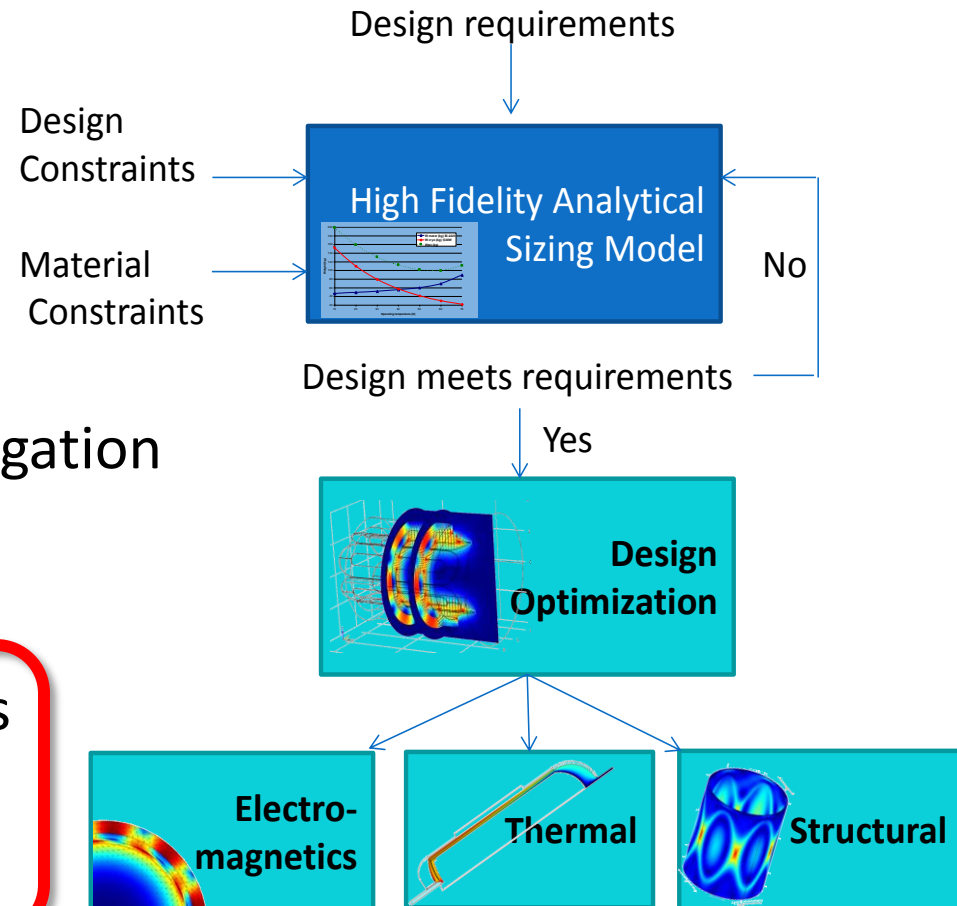 Design requirements
Design
Constraints
High Fidelity Analytical
Sizing Model
Material
Constraints
No
Design meets requirements
gation
Yes
Design
Optimization
s
Electro-
magnetics
Thermal
Structural